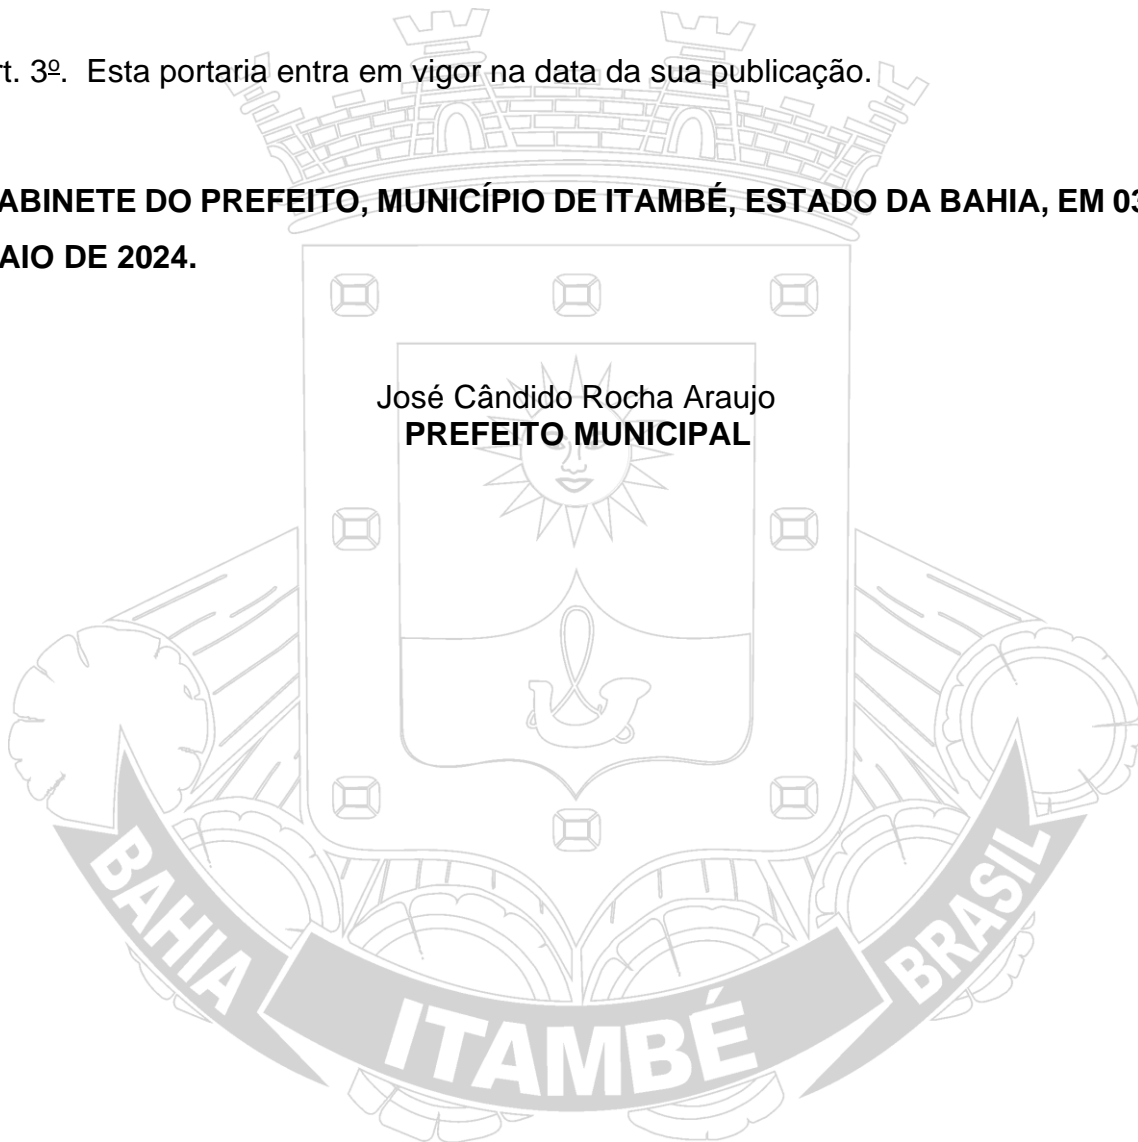 rt. 3º. Esta portaria entra em vigor na data da sua publicação.
ABINETE DO PREFEITO, MUNICÍPIO DE ITAMBÉ, ESTADO DA BAHIA, EM 03
AIO DE 2024.
José Cândido Rocha Araujo
PREFEITO MUNICIPAL
BAHIA
ITAMBÉ
BRASIL